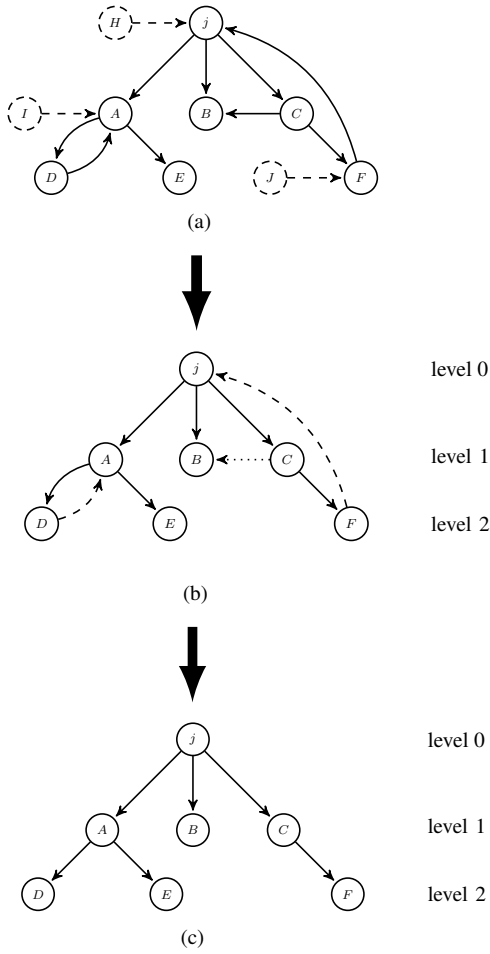 H j
I A B C
D E J F
(a)
j level 0
A B C level 1
D E F level 2
(b)
j level 0
A B C level 1
D E F level 2
(c)